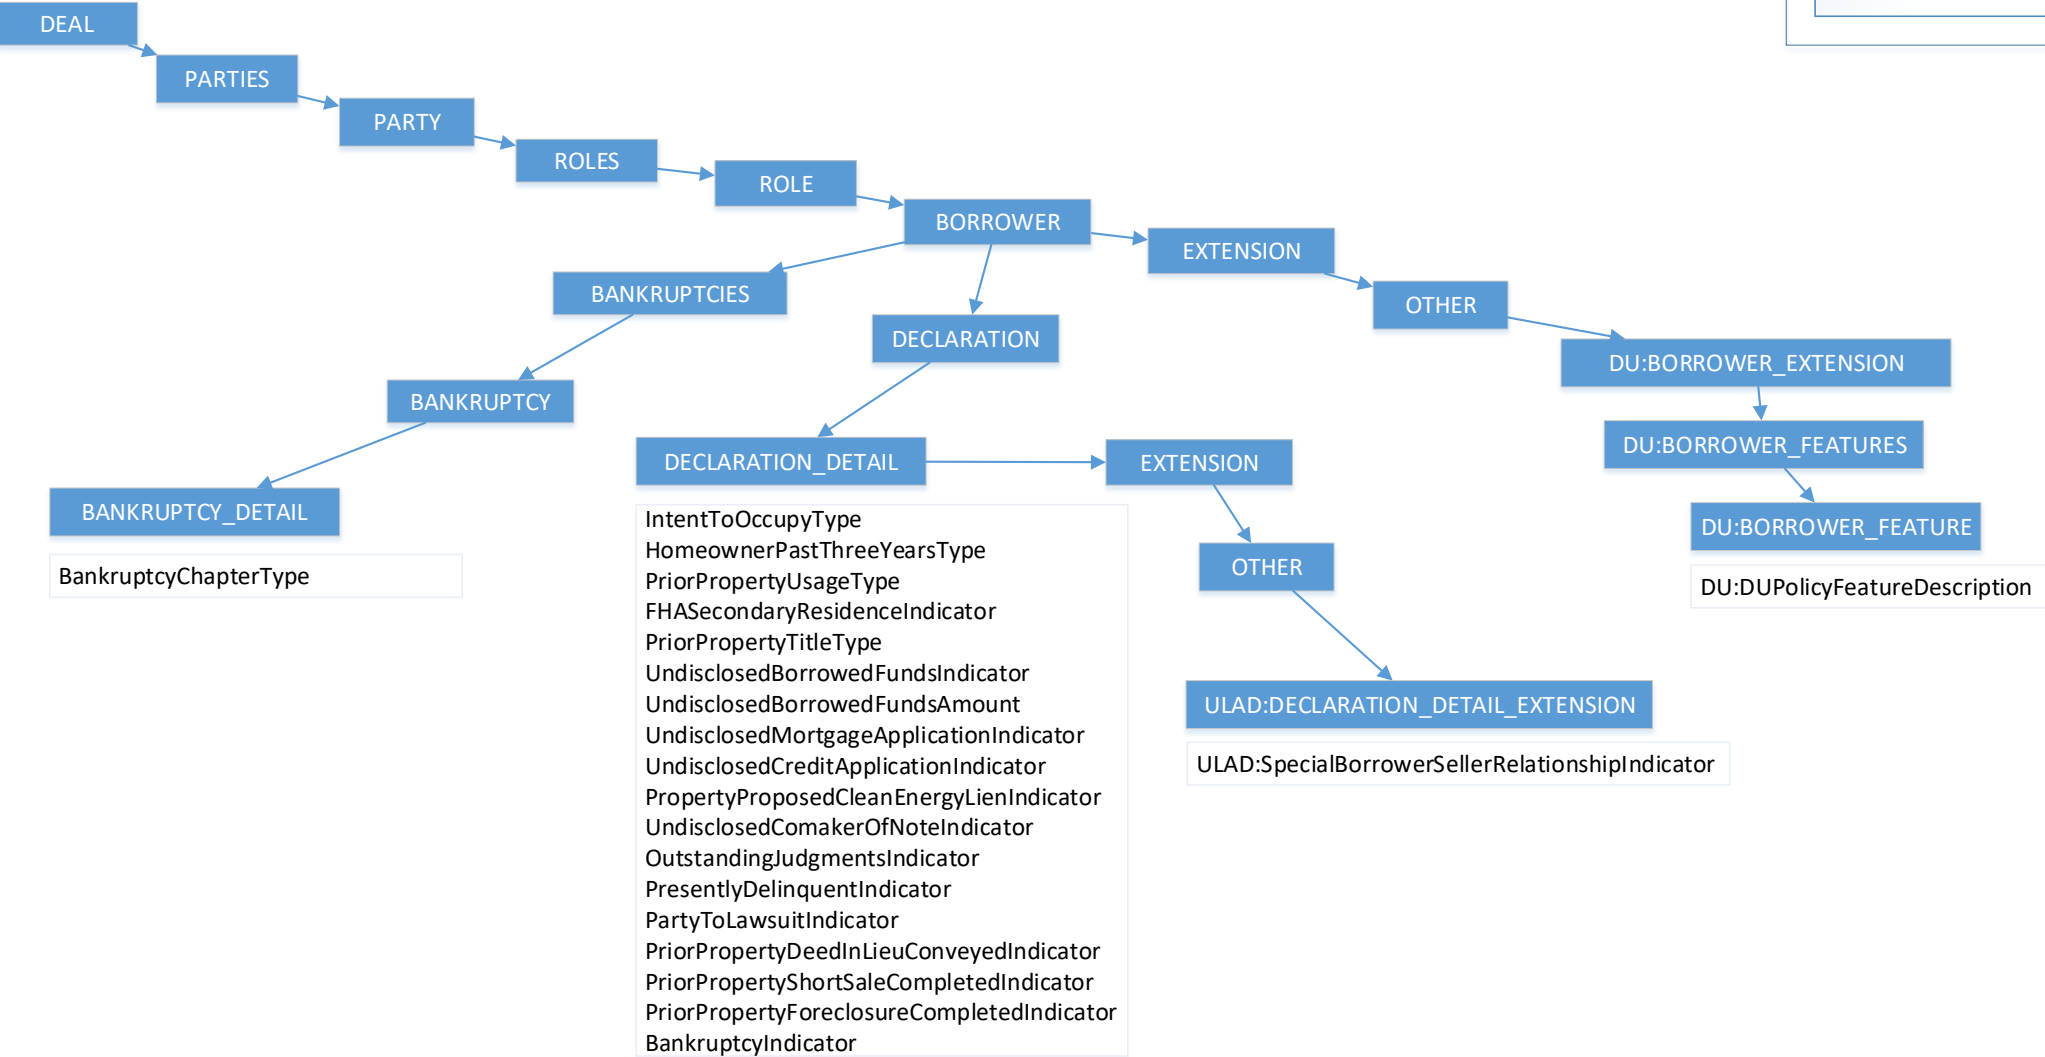 DEAL
PARTIES
PARTY
ROLES
ROLE
BORROWER
EXTENSION
BANKRUPTCIES
OTHER
DECLARATION
DU:BORROWER_EXTENSION
BANKRUPTCY
DU:BORROWER_FEATURES
DECLARATION_DETAIL
EXTENSION
BANKRUPTCY_DETAIL
DU:BORROWER_FEATURE
BankruptcyChapterType
IntentToOccupyType
HomeownerPastThreeYearsType
PriorPropertyUsageType
FHASecondaryResidenceIndicator
PriorPropertyTitleType
UndisclosedBorrowedFundsIndicator
UndisclosedBorrowedFundsAmount
UndisclosedMortgageApplicationIndicator
UndisclosedCreditApplicationIndicator
PropertyProposedCleanEnergyLienIndicator
UndisclosedComakerOfNoteIndicator
OutstandingJudgmentsIndicator
PresentlyDelinquentIndicator
PartyToLawsuitIndicator
PriorPropertyDeedInLieuConveyedIndicator
PriorPropertyShortSaleCompletedIndicator
PriorPropertyForeclosureCompletedIndicator
BankruptcyIndicator
OTHER
DU:DUPolicyFeatureDescription
ULAD:DECLARATION_DETAIL_EXTENSION
ULAD:SpecialBorrowerSellerRelationshipIndicator